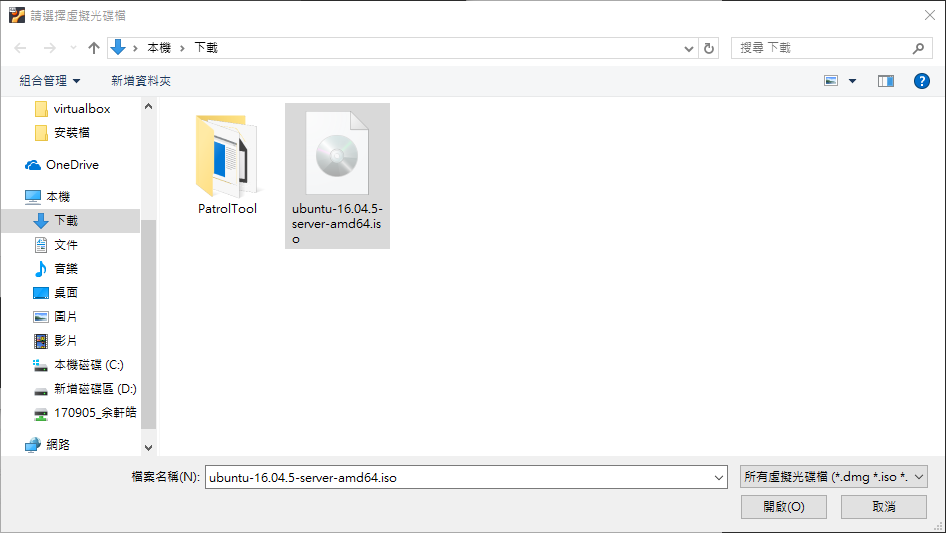 請選擇虛擬光碟檔
本機 › 下載
搜尋 下載
組合管理 新增資料夾
virtualbox
安裝檔
OneDrive
本機
下載
文件
音樂
桌面
圖片
影片
本機磁碟 (C:)
新增磁碟區 (D:)
170905_余軒皓
網路
PatrolTool
ubuntu-16.04.5-
server-amd64.is
o
檔案名稱(N): ubuntu-16.04.5-server-amd64.iso
所有虛擬光碟檔 (*.dmg *.iso *.
開啟(O) 取消